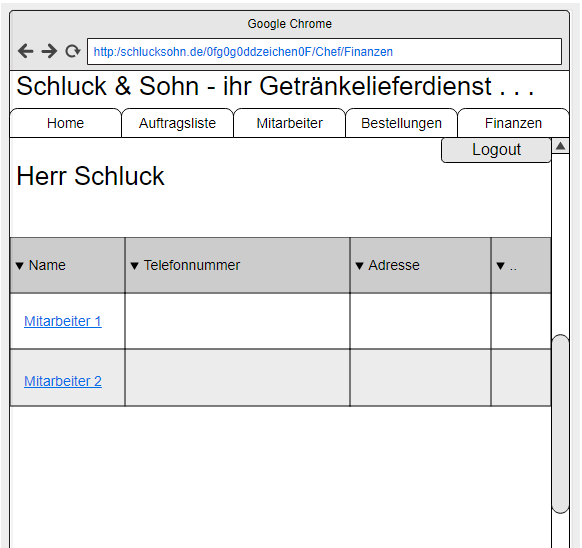 Google Chrome
http:/schlucksohn.de/0fg0g0ddzeichen0F/Chef/Finanzen
Schluck & Sohn - ihr Getränkelieferdienst . . .
Home Auftragsliste Mitarbeiter Bestellungen Finanzen
Logout
Herr Schluck
Name Telefonnummer Adresse ..
Mitarbeiter 1
Mitarbeiter 2